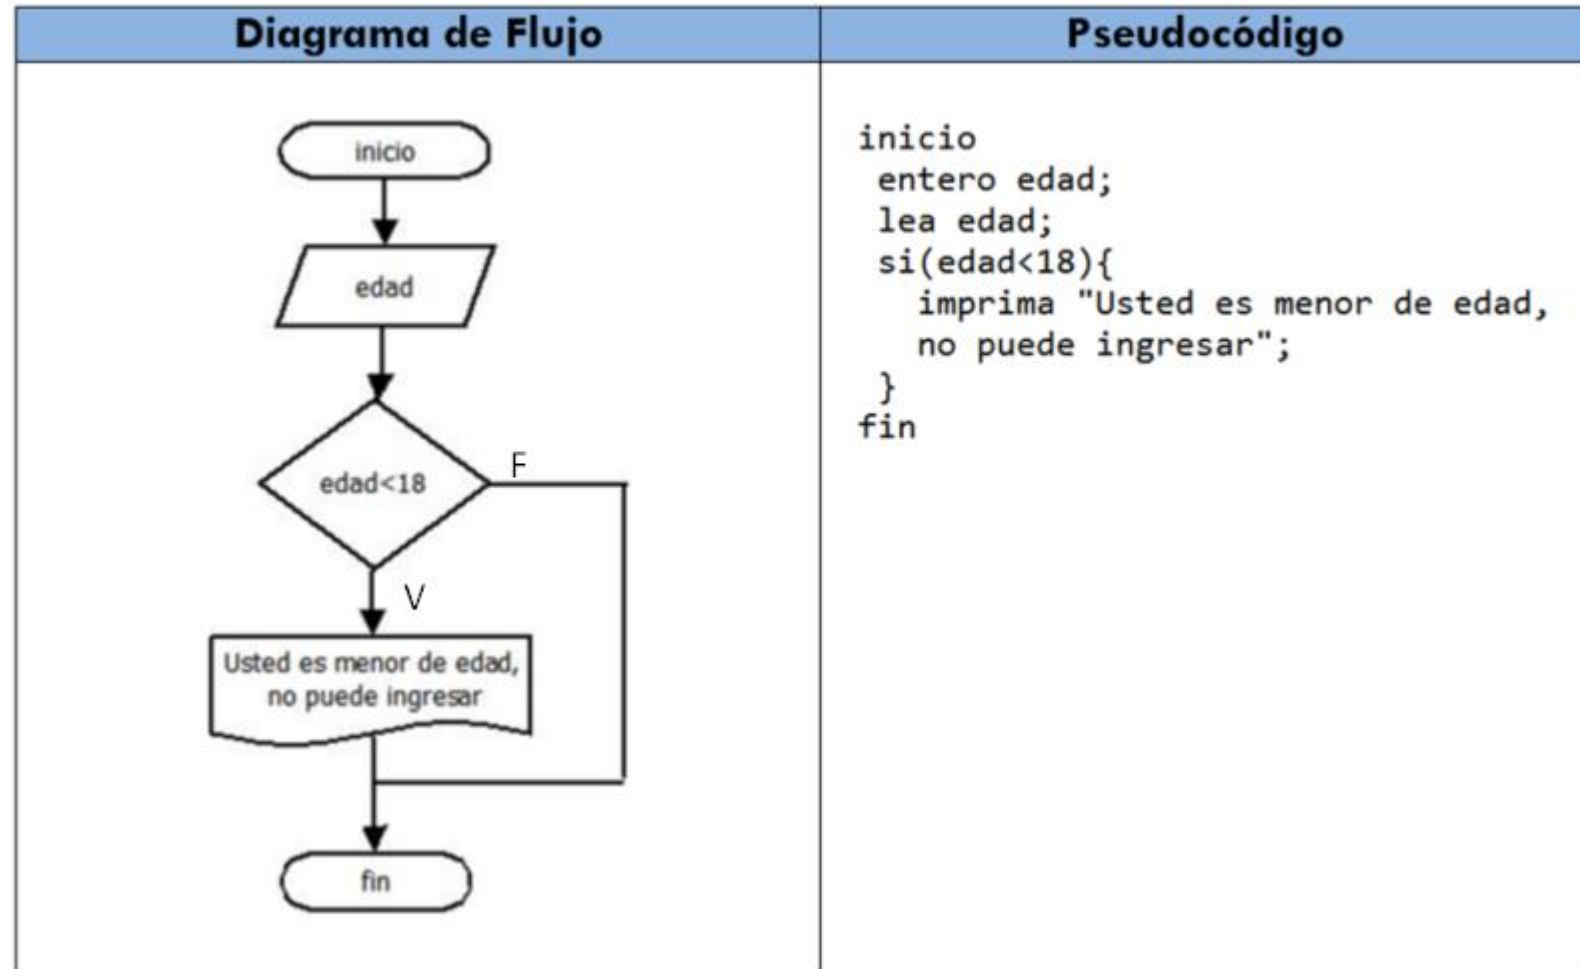 Diagrama de Flujo
inicio
edad
edad<18
F
V
Usted es menor de edad,
no puede ingresar
fin
Pseudocódigo
inicio
entero edad;
lea edad;
si(edad<18){
imprima "Usted es menor de edad,
no puede ingresar";
}
fin